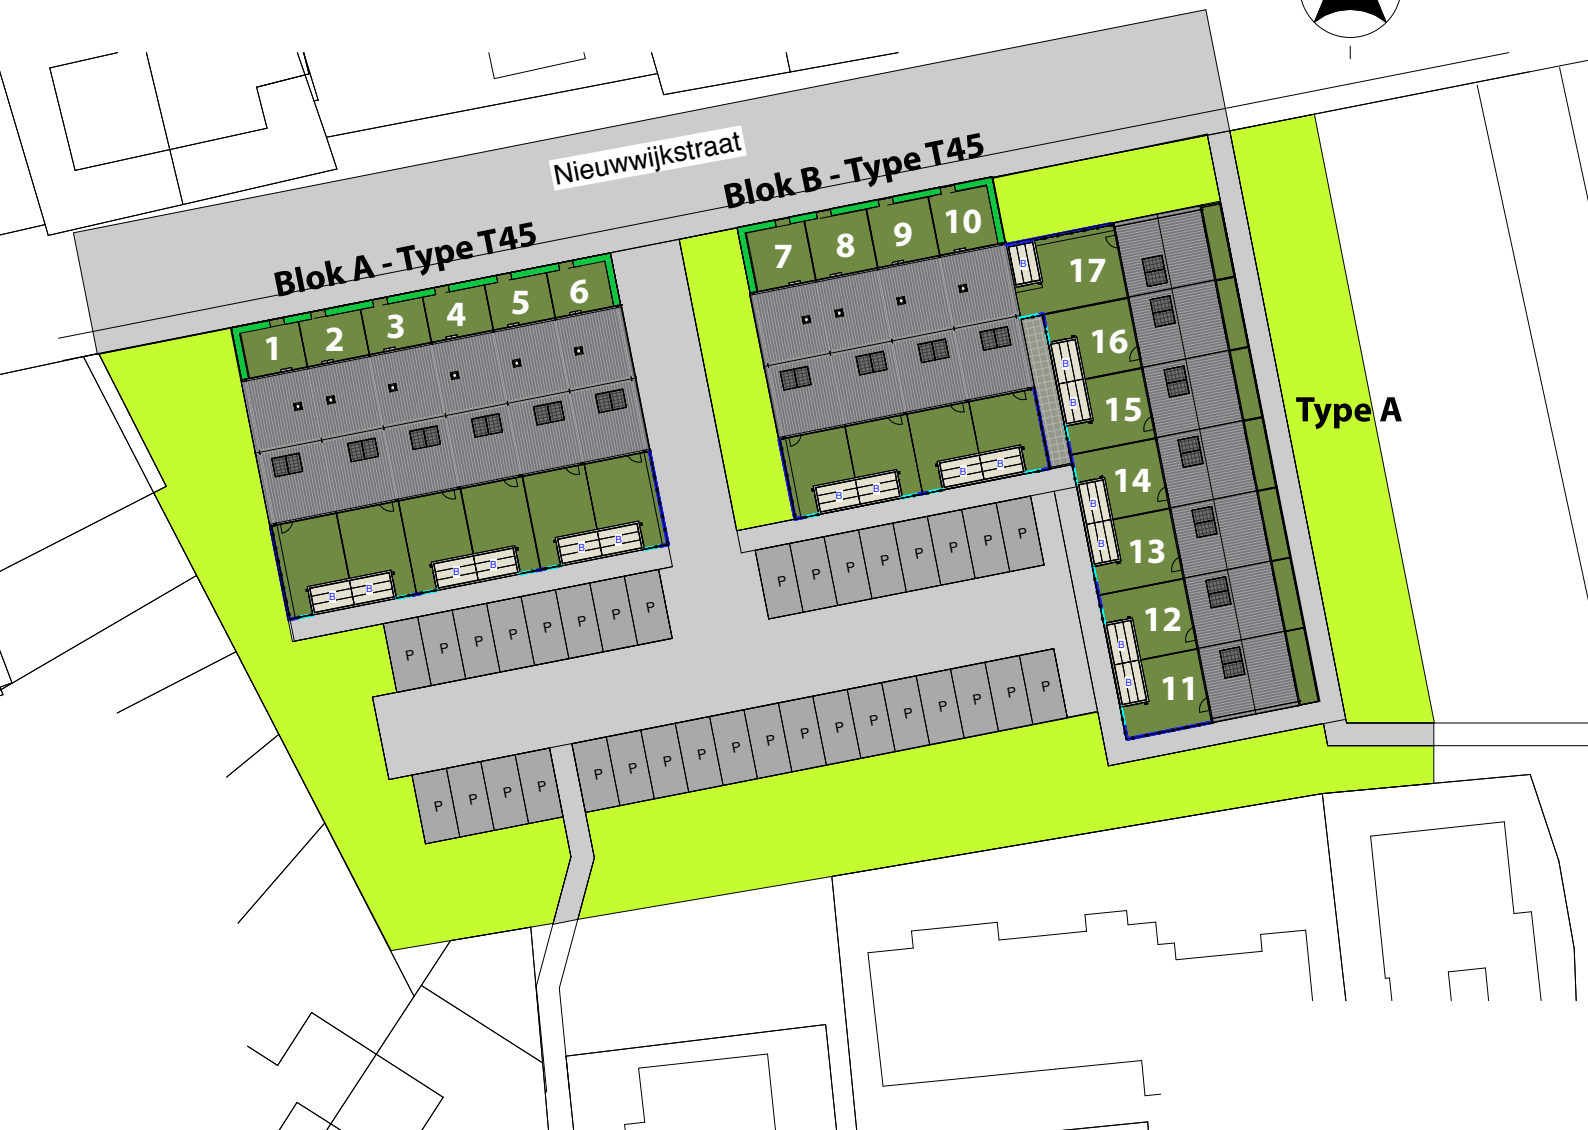 Nieuwwijkstraat
Blok A - Type T45
Blok B - Type T45
Type A
1 2 3 4 5 6
7 8 9 10
17
16
15
14
13
12
11
B B B B B B
B B B B
B
B
B
B
B
B
B
P P P P P P P P
P P P P P P P P
P P P P
P P P P P P P P P P P P P P